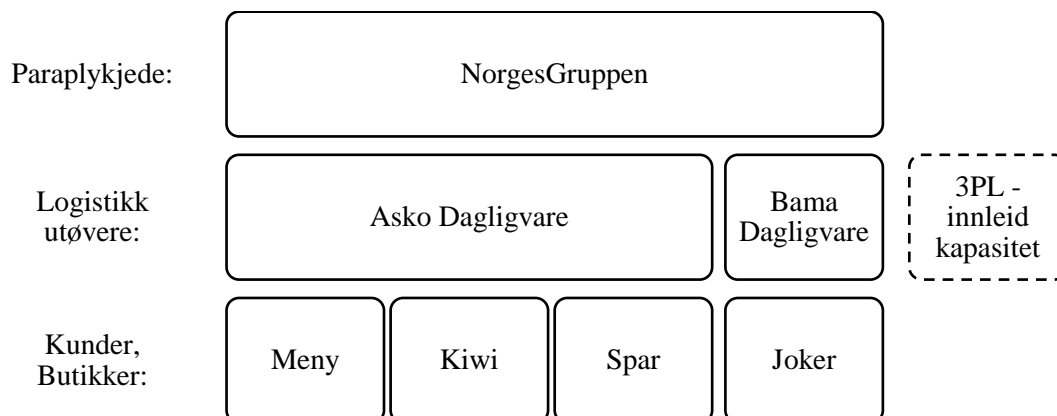 Paraplykjede:
NorgesGruppen
Logistikk
utøvere:
Asko Dagligvare
Bama
Dagligvare
3PL -
innleid
kapasitet
Kunder,
Butikker:
Meny
Kiwi
Spar
Joker